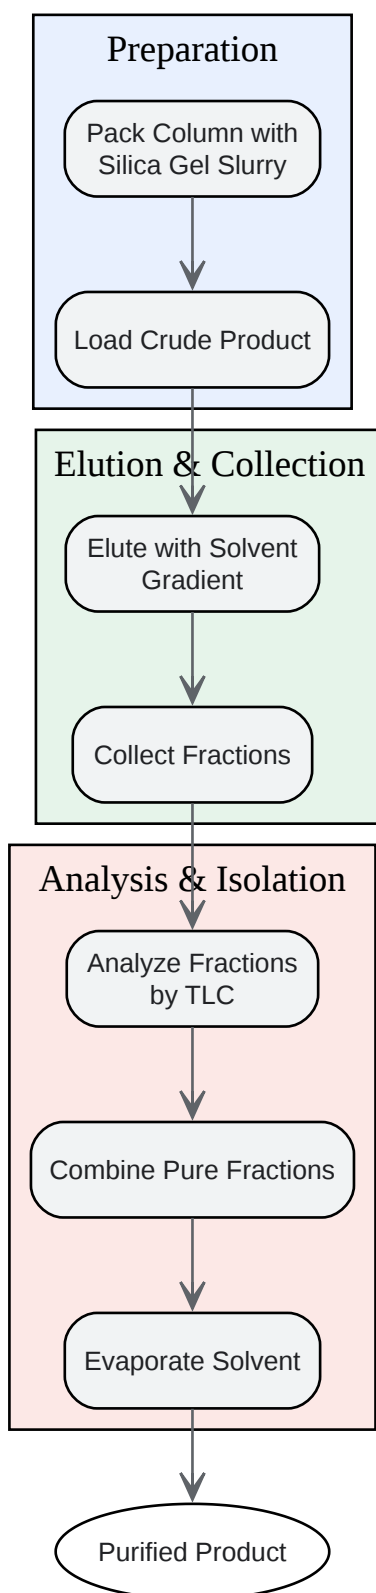 Preparation
Pack Column with
Silica Gel Slurry
Load Crude Product
Elution & Collection
Elute with Solvent
Gradient
Collect Fractions
Analysis & Isolation
Analyze Fractions
by TLC
Combine Pure Fractions
Evaporate Solvent
Purified Product